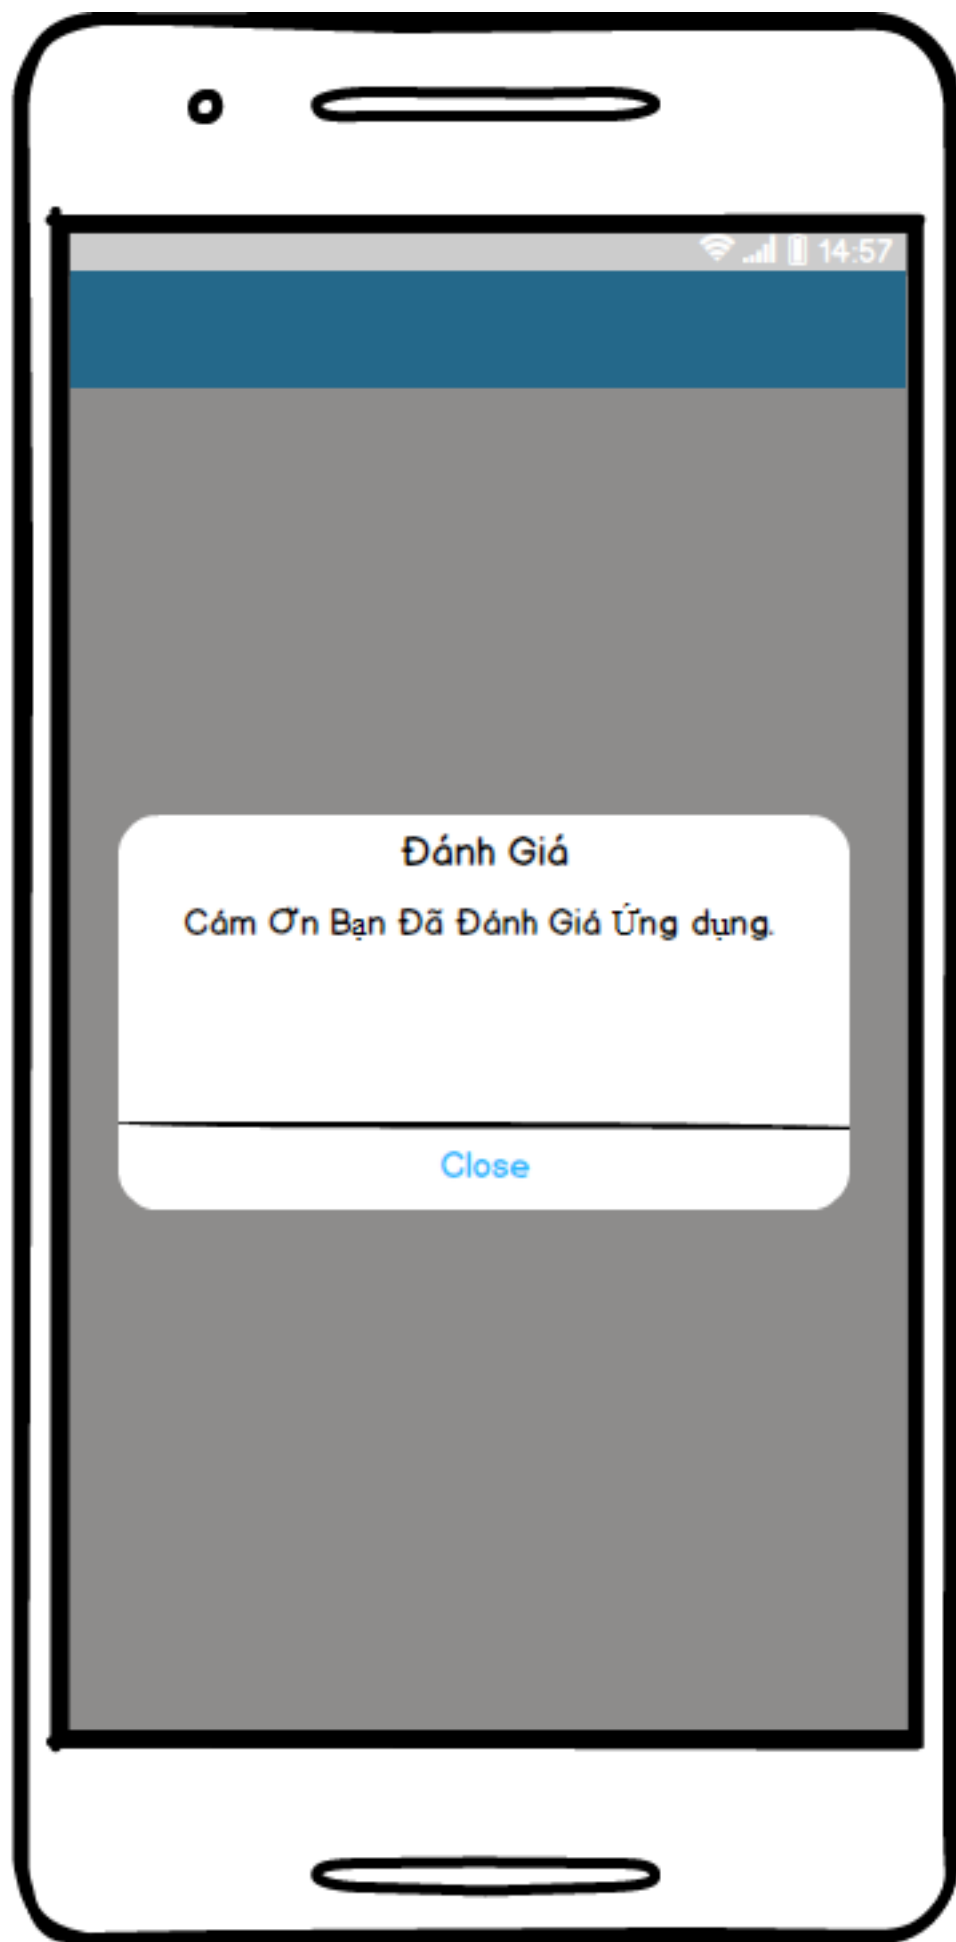 14:57
Đánh Giá
Cám Ơn Bạn Đã Đánh Giá Ứng dụng.
Close